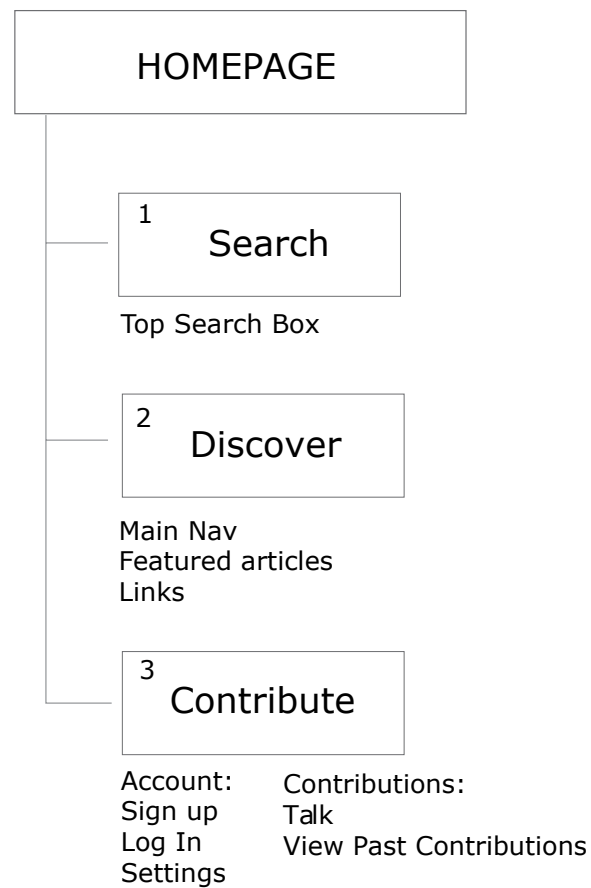 HOMEPAGE
1
Search
Top Search Box
2
Discover
Main Nav
Featured articles
Links
3
Contribute
Account:
Sign up
Log In
Settings
Contributions:
Talk
View Past Contributions